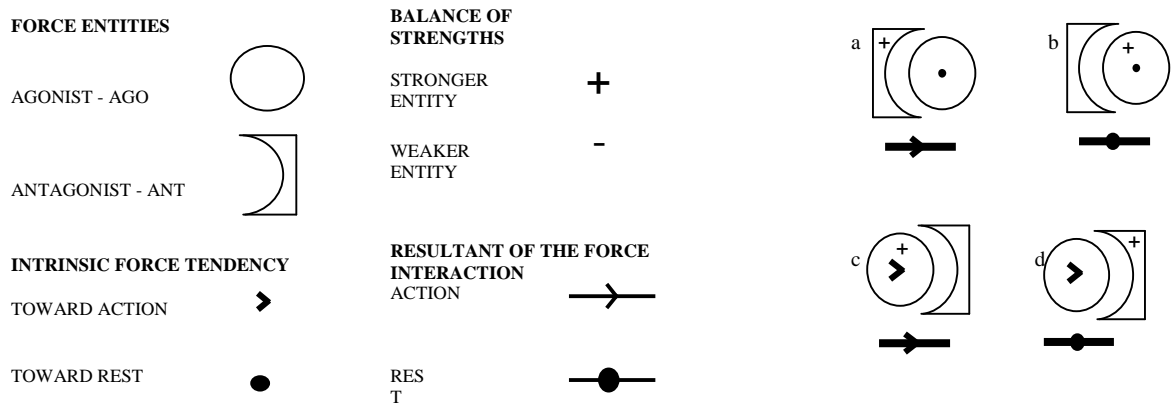 FORCE ENTITIES
AGONIST - AGO
ANTAGONIST - ANT
INTRINSIC FORCE TENDENCY
TOWARD ACTION
TOWARD REST
BALANCE OF
STRENGTHS
STRONGER
ENTITY
+
WEAKER
ENTITY
-
RESULTANT OF THE FORCE
INTERACTION
ACTION
RES
T
a
+
b
+
c
+
d
+